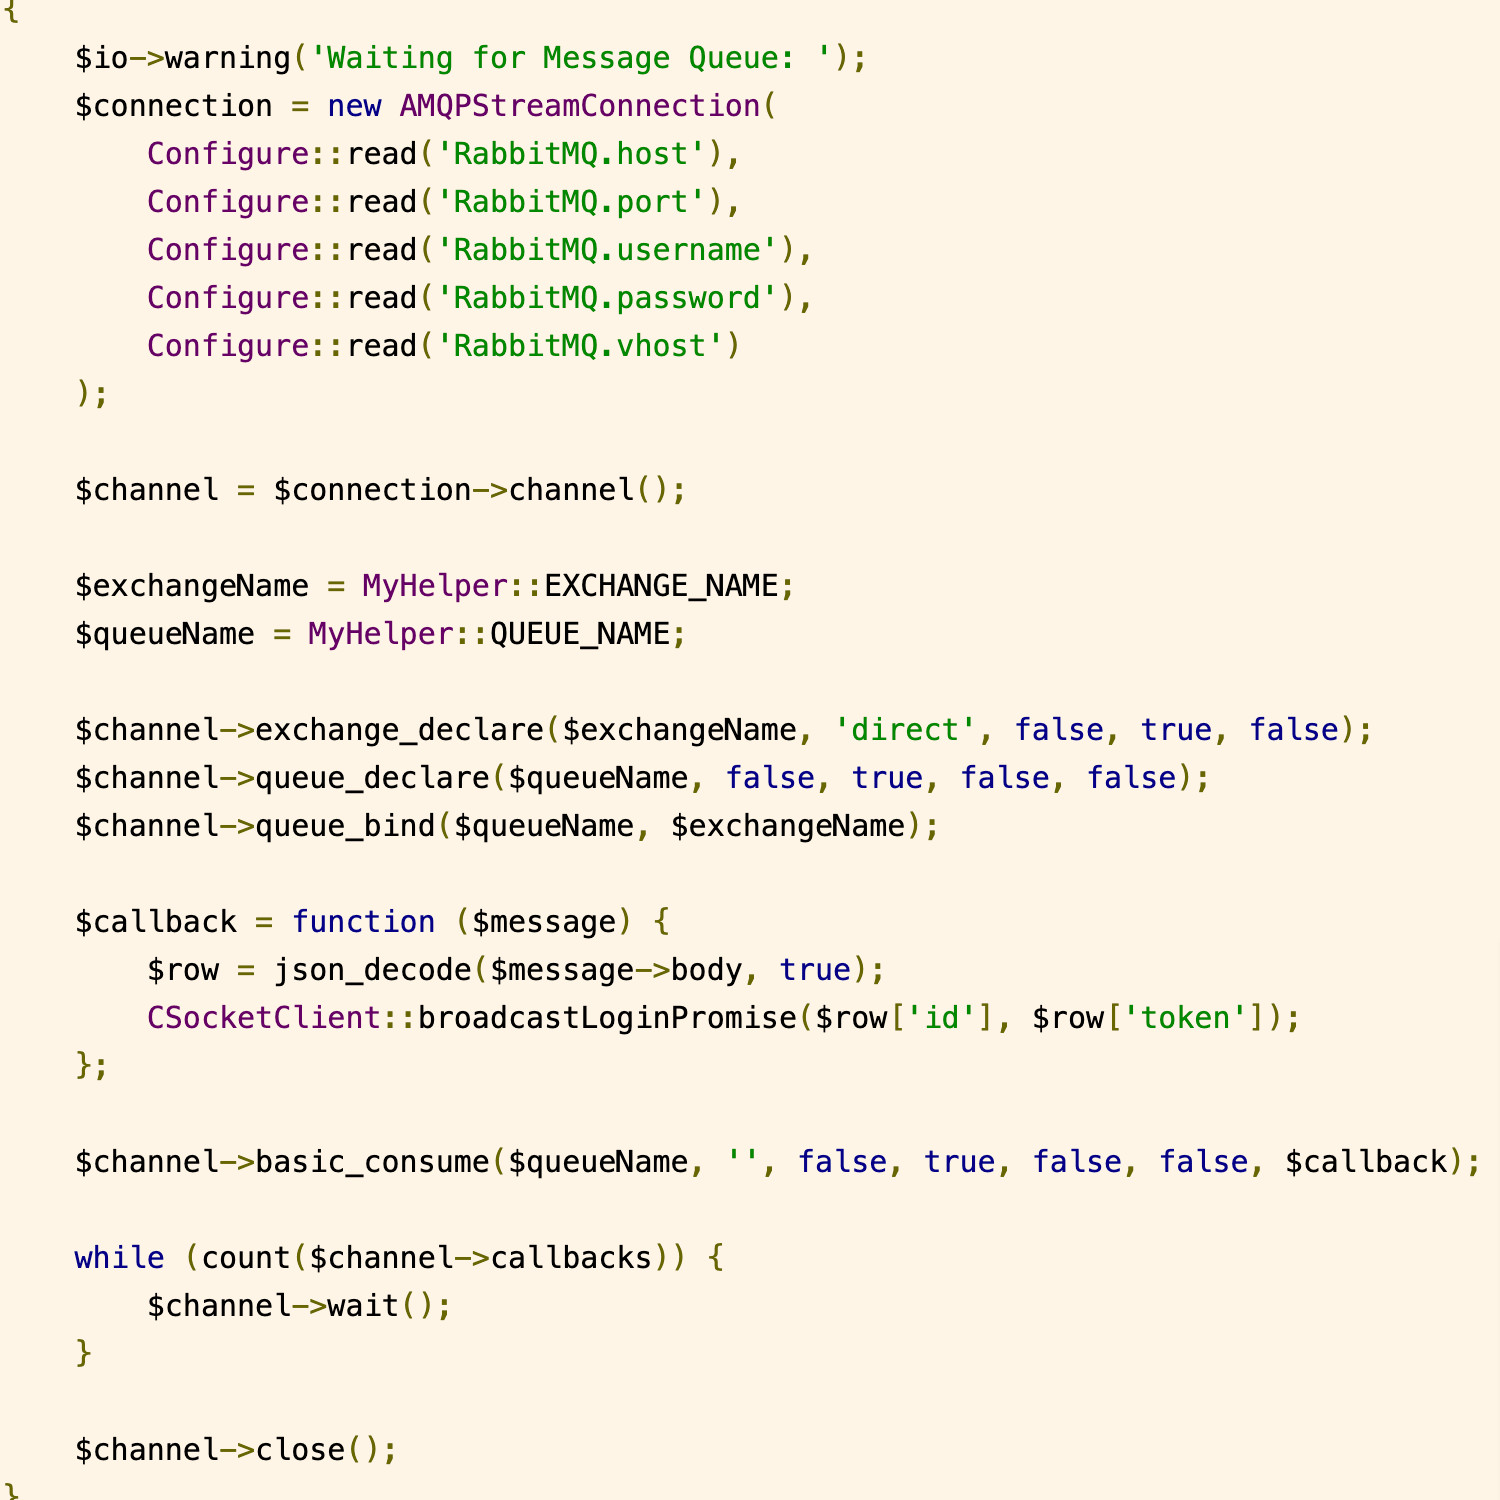 {
    $io->warning('Waiting for Message Queue: ');
    $connection = new AMQPStreamConnection(
        Configure::read('RabbitMQ.host'),
        Configure::read('RabbitMQ.port'),
        Configure::read('RabbitMQ.username'),
        Configure::read('RabbitMQ.password'),
        Configure::read('RabbitMQ.vhost')
    );

    $channel = $connection->channel();

    $exchangeName = MyHelper::EXCHANGE_NAME;
    $queueName = MyHelper::QUEUE_NAME;

    $channel->exchange_declare($exchangeName, 'direct', false, true, false);
    $channel->queue_declare($queueName, false, true, false, false);
    $channel->queue_bind($queueName, $exchangeName);

    $callback = function ($message) {
        $row = json_decode($message->body, true);
        CSocketClient::broadcastLoginPromise($row['id'], $row['token']);
    };

    $channel->basic_consume($queueName, '', false, true, false, false, $callback);

    while (count($channel->callbacks)) {
        $channel->wait();
    }

    $channel->close();
}